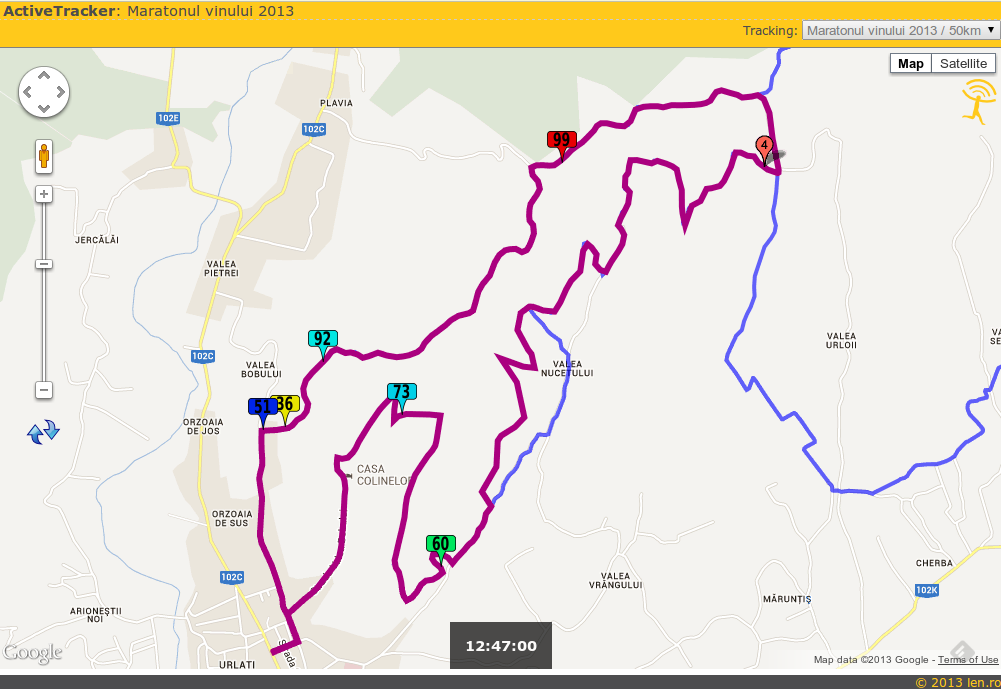 ActiveTracker: Maratonul vinului 2013
Tracking: Maratonul vinului 2013 / 50km
Map Satellite
PLAVIA
102E
102C
99
4
JERCĂLĂI
VALEA
PIETREI
92
102C
VALEA
BOBULUI
VALEA
URLOII
VALEA
NUCETULUI
73
51
36
ORZOAIA
DE JOS
CASA
COLINELOR
ORZOAIA
DE SUS
60
102C
VALEA
VRÂNGULUI
CHERBA
102K
MĂRUNȚIȘ
ARIONEȘTII
NOI
12:47:00
Google
URLAȚI
Map data ©2013 Google - Terms of Use
© 2013 len.ro